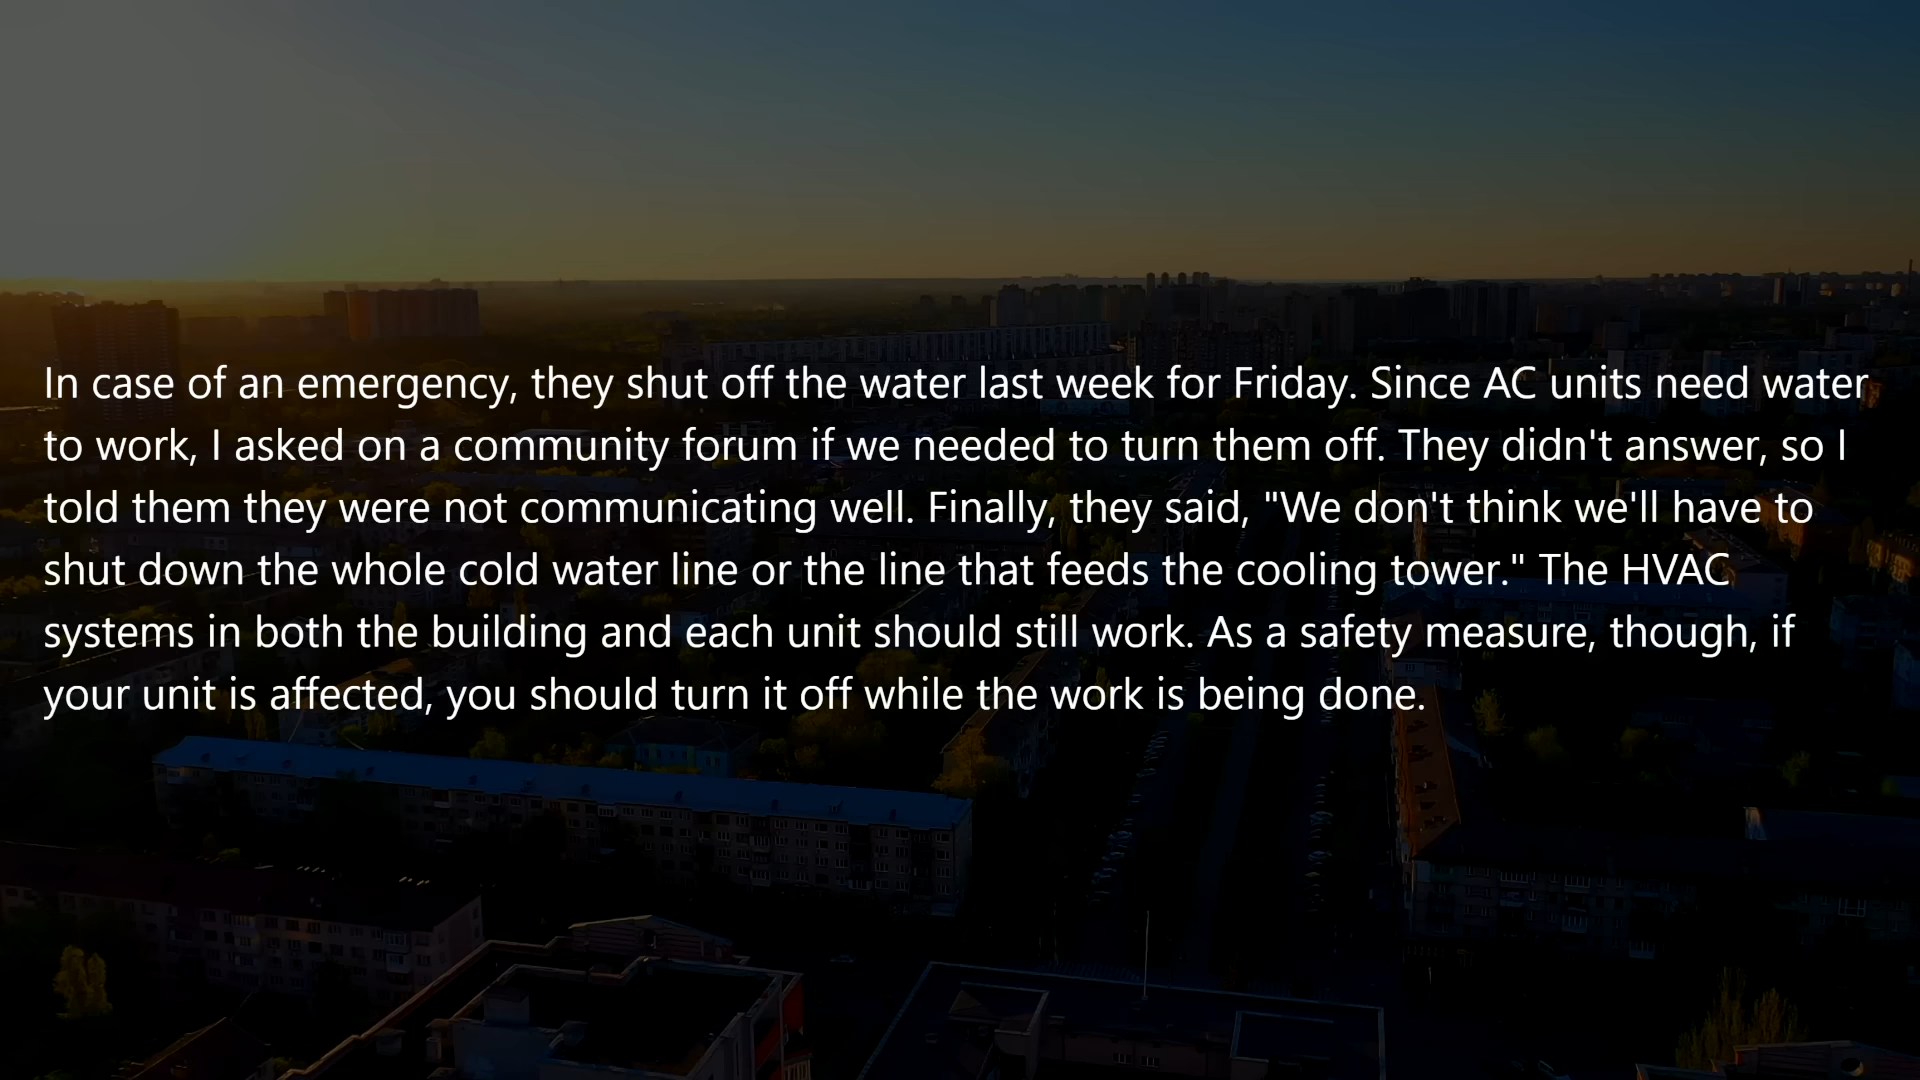 In case of an emergency, they shut off the water last week for Friday. Since AC units need water
to work, I asked on a community forum if we needed to turn them off. They didn't answer, so I
told them they were not communicating well. Finally, they said, "We don't think we'll have to
shut down the whole cold water line or the line that feeds the cooling tower." The HVAC
systems in both the building and each unit should still work. As a safety measure, though, if
your unit is affected, you should turn it off while the work is being done.